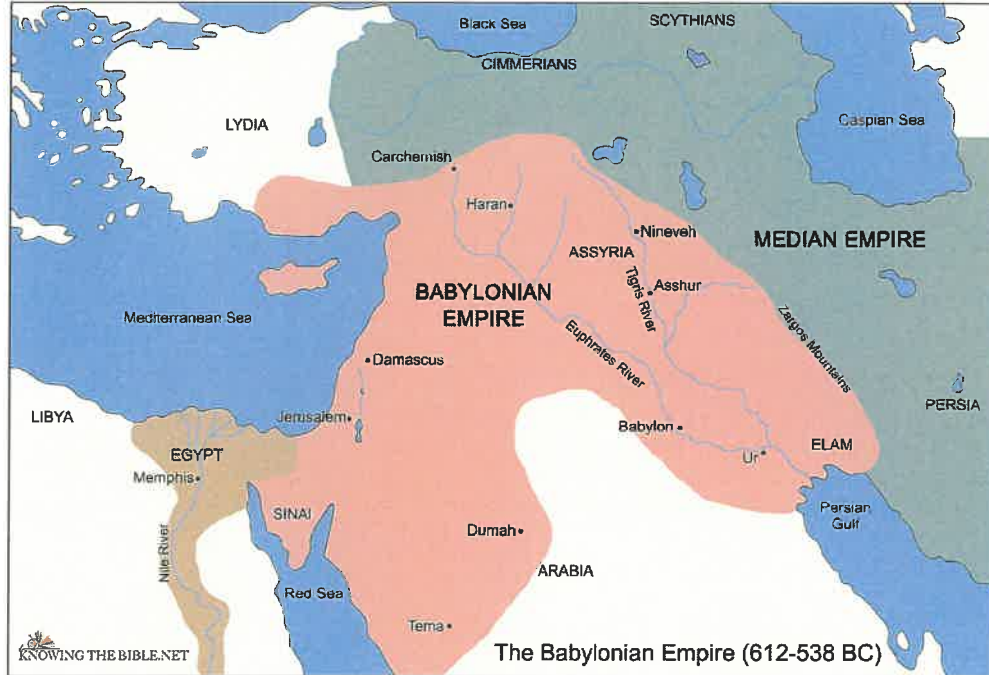 Black Sea
SCYTHIANS
CIMMERIANS
Caspian Sea
LYDIA
Carchemish
Haran
Nineveh
ASSYRIA
MEDIAN EMPIRE
Asshur
Tigris River
BABYLONIAN
EMPIRE
Mediterranean Sea
Zargos Mountains
Euphrates River
Damascus
PERSIA
LIBYA
Jerusalem
Babylon
ELAM
EGYPT
Ur
Memphis
Persian
Gulf
SINAI
Dumah
Nile River
ARABIA
Red Sea
Tema
KNOWING THE BIBLE.NET
The Babylonian Empire (612-538 BC)